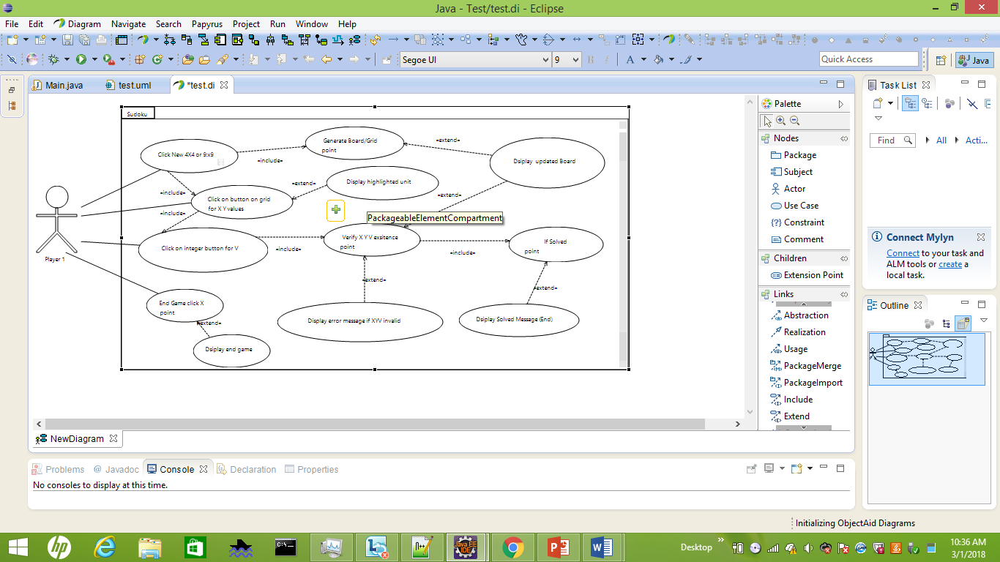 Java - Test/test.di - Eclipse
File Edit Diagram Navigate Search Papyrus Project Run Window Help
Segoe UI 9 B I A Quick Access Java
Main.java test.uml *test.di
Sudoku
Click New 4X4 or 9:x9
«include»
Generate Board/Grid
point
«extend»
Dsiplay updated Board
«include»
Click on button on grid
for X Y values
«extend»
Display highlighted unit
«extend»
«include»
PackageableElementCompartment
Click on integer button for V
«include»
Verify X Y V exsitence
point
«include»
If Solved
point
Player 1
«extend»
«extend»
End Game click X
point
«extend»
Dsiplay end game
Dsiplay error message if XYV invalid
Dsiplay Solved Message (End)
Palette
Nodes
Package
Subject
Actor
Use Case
{?} Constraint
Comment
Children
Extension Point
Links
Abstraction
Realization
Usage
PackageMerge
PackageImport
Include
Extend
Task List
Find All Acti...
Connect Mylyn
Connect to your task and
ALM tools or create a
local task.
Outline
NewDiagram
Problems @ Javadoc Console Declaration Properties
No consoles to display at this time.
Initializing ObjectAid Diagrams
Desktop
10:36 AM
3/1/2018